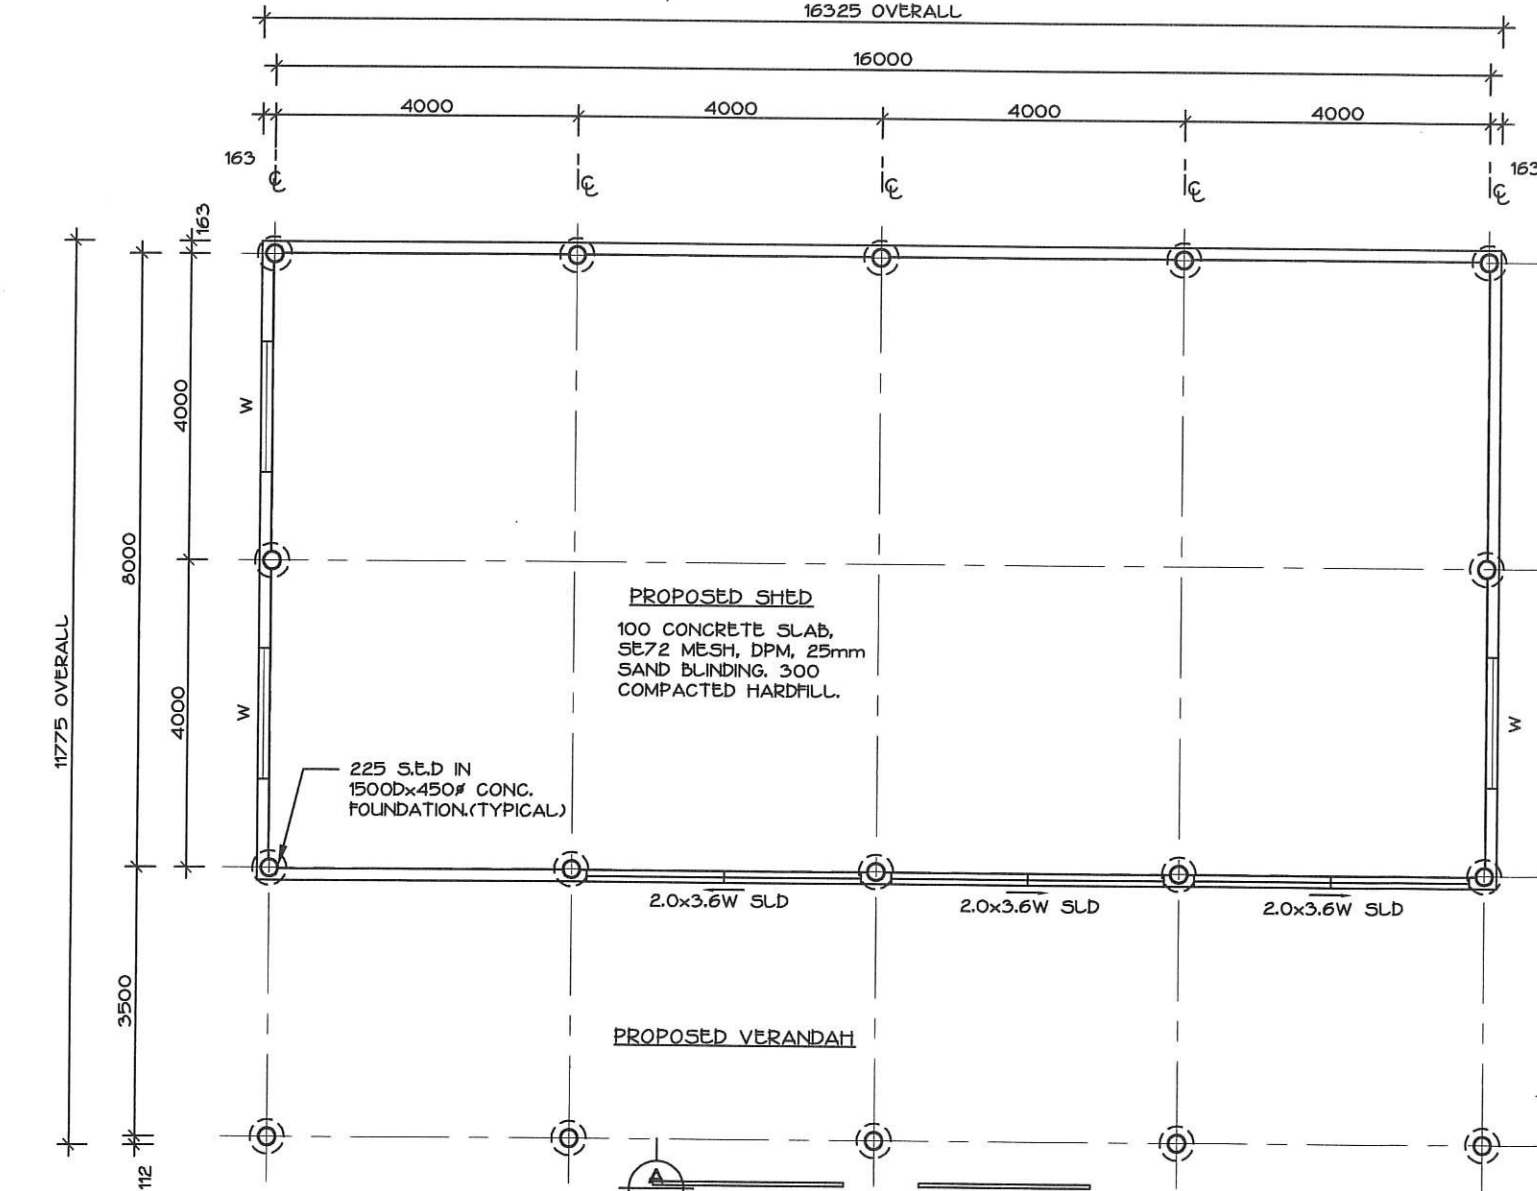 16325 OVERALL
16000
4000
4000
4000
4000
163
163
℄
℄
℄
℄
℄
163
W
4000
8000
PROPOSED SHED
100 CONCRETE SLAB,
SE72 MESH, DPM, 25mm
SAND BLINDING. 300
COMPACTED HARDFILL.
11775 OVERALL
4000
W
W
225 S.E.D IN
1500Dx450ø CONC.
FOUNDATION.(TYPICAL)
2.0x3.6W SLD
2.0x3.6W SLD
2.0x3.6W SLD
3500
PROPOSED VERANDAH
112
A